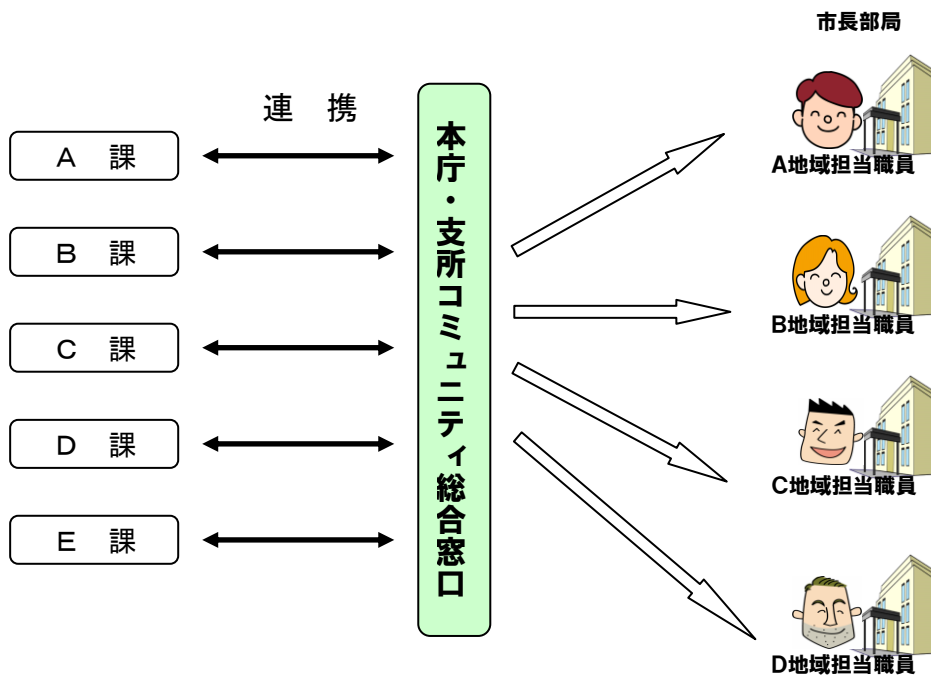 市長部局
連　携
A　課
B　課
C　課
D　課
E　課
本庁・支所コミュニティ総合窓口
A地域担当職員
B地域担当職員
C地域担当職員
D地域担当職員